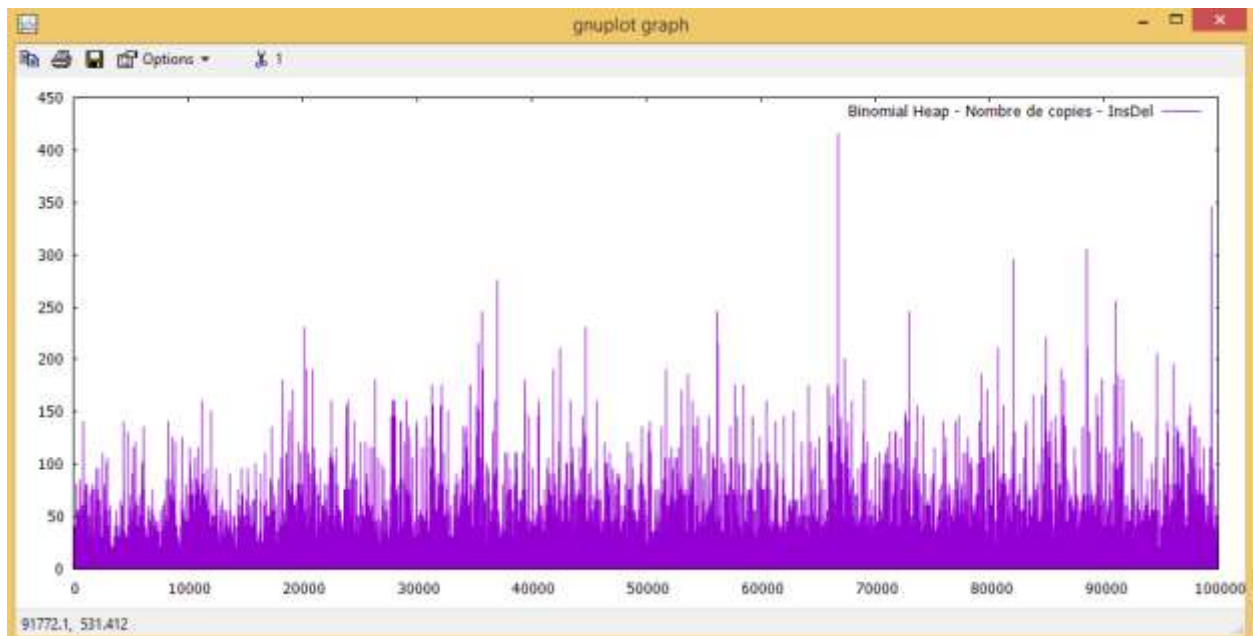 gnuplot graph
Options 1
Binomial Heap - Nombre de copies - InsDel
450
400
350
300
250
200
150
100
50
0
0 10000 20000 30000 40000 50000 60000 70000 80000 90000 100000
91772.1, 531.412